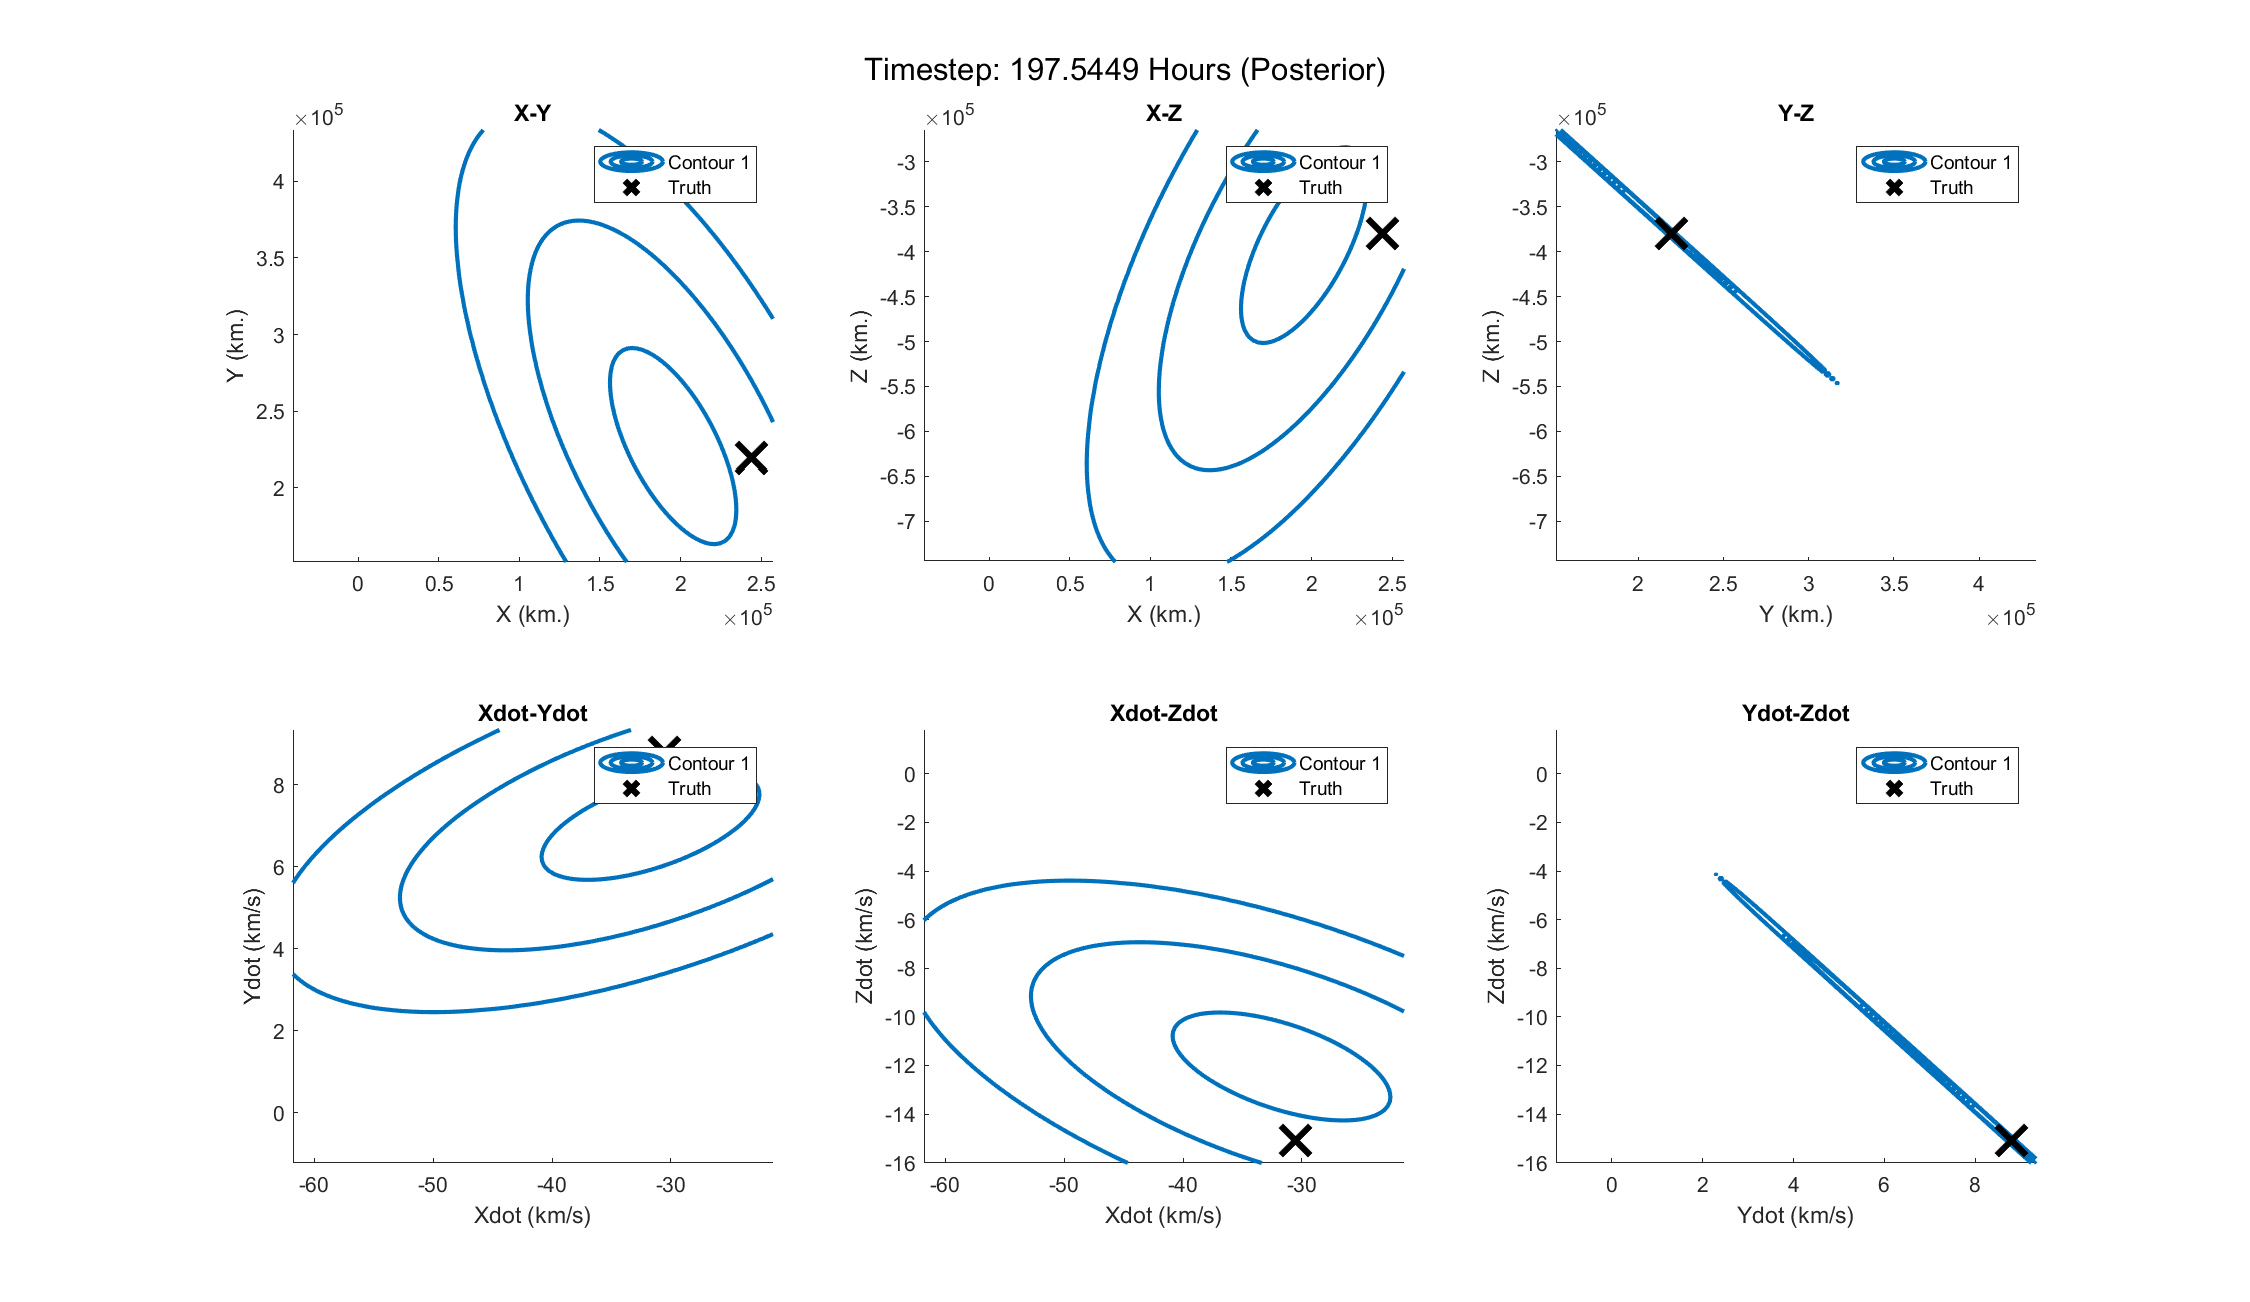 Timestep: 197.5449 Hours (Posterior)
X-Y
×10^5
4
3.5
3
2.5
2
Y (km.)
0 0.5 1 1.5 2 2.5
X (km.)
×10^5
Contour 1
Truth
X-Z
×10^5
-3
-3.5
-4
-4.5
-5
-5.5
-6
-6.5
-7
Z (km.)
0 0.5 1 1.5 2 2.5
X (km.)
×10^5
Contour 1
Truth
Y-Z
×10^5
-3
-3.5
-4
-4.5
-5
-5.5
-6
-6.5
-7
Z (km.)
2 2.5 3 3.5 4
Y (km.)
×10^5
Contour 1
Truth
Xdot-Ydot
8
6
4
2
0
Ydot (km/s)
-60 -50 -40 -30
Xdot (km/s)
Contour 1
Truth
Xdot-Zdot
0
-2
-4
-6
-8
-10
-12
-14
-16
Zdot (km/s)
-60 -50 -40 -30
Xdot (km/s)
Contour 1
Truth
Ydot-Zdot
0
-2
-4
-6
-8
-10
-12
-14
-16
Zdot (km/s)
0 2 4 6 8
Ydot (km/s)
Contour 1
Truth